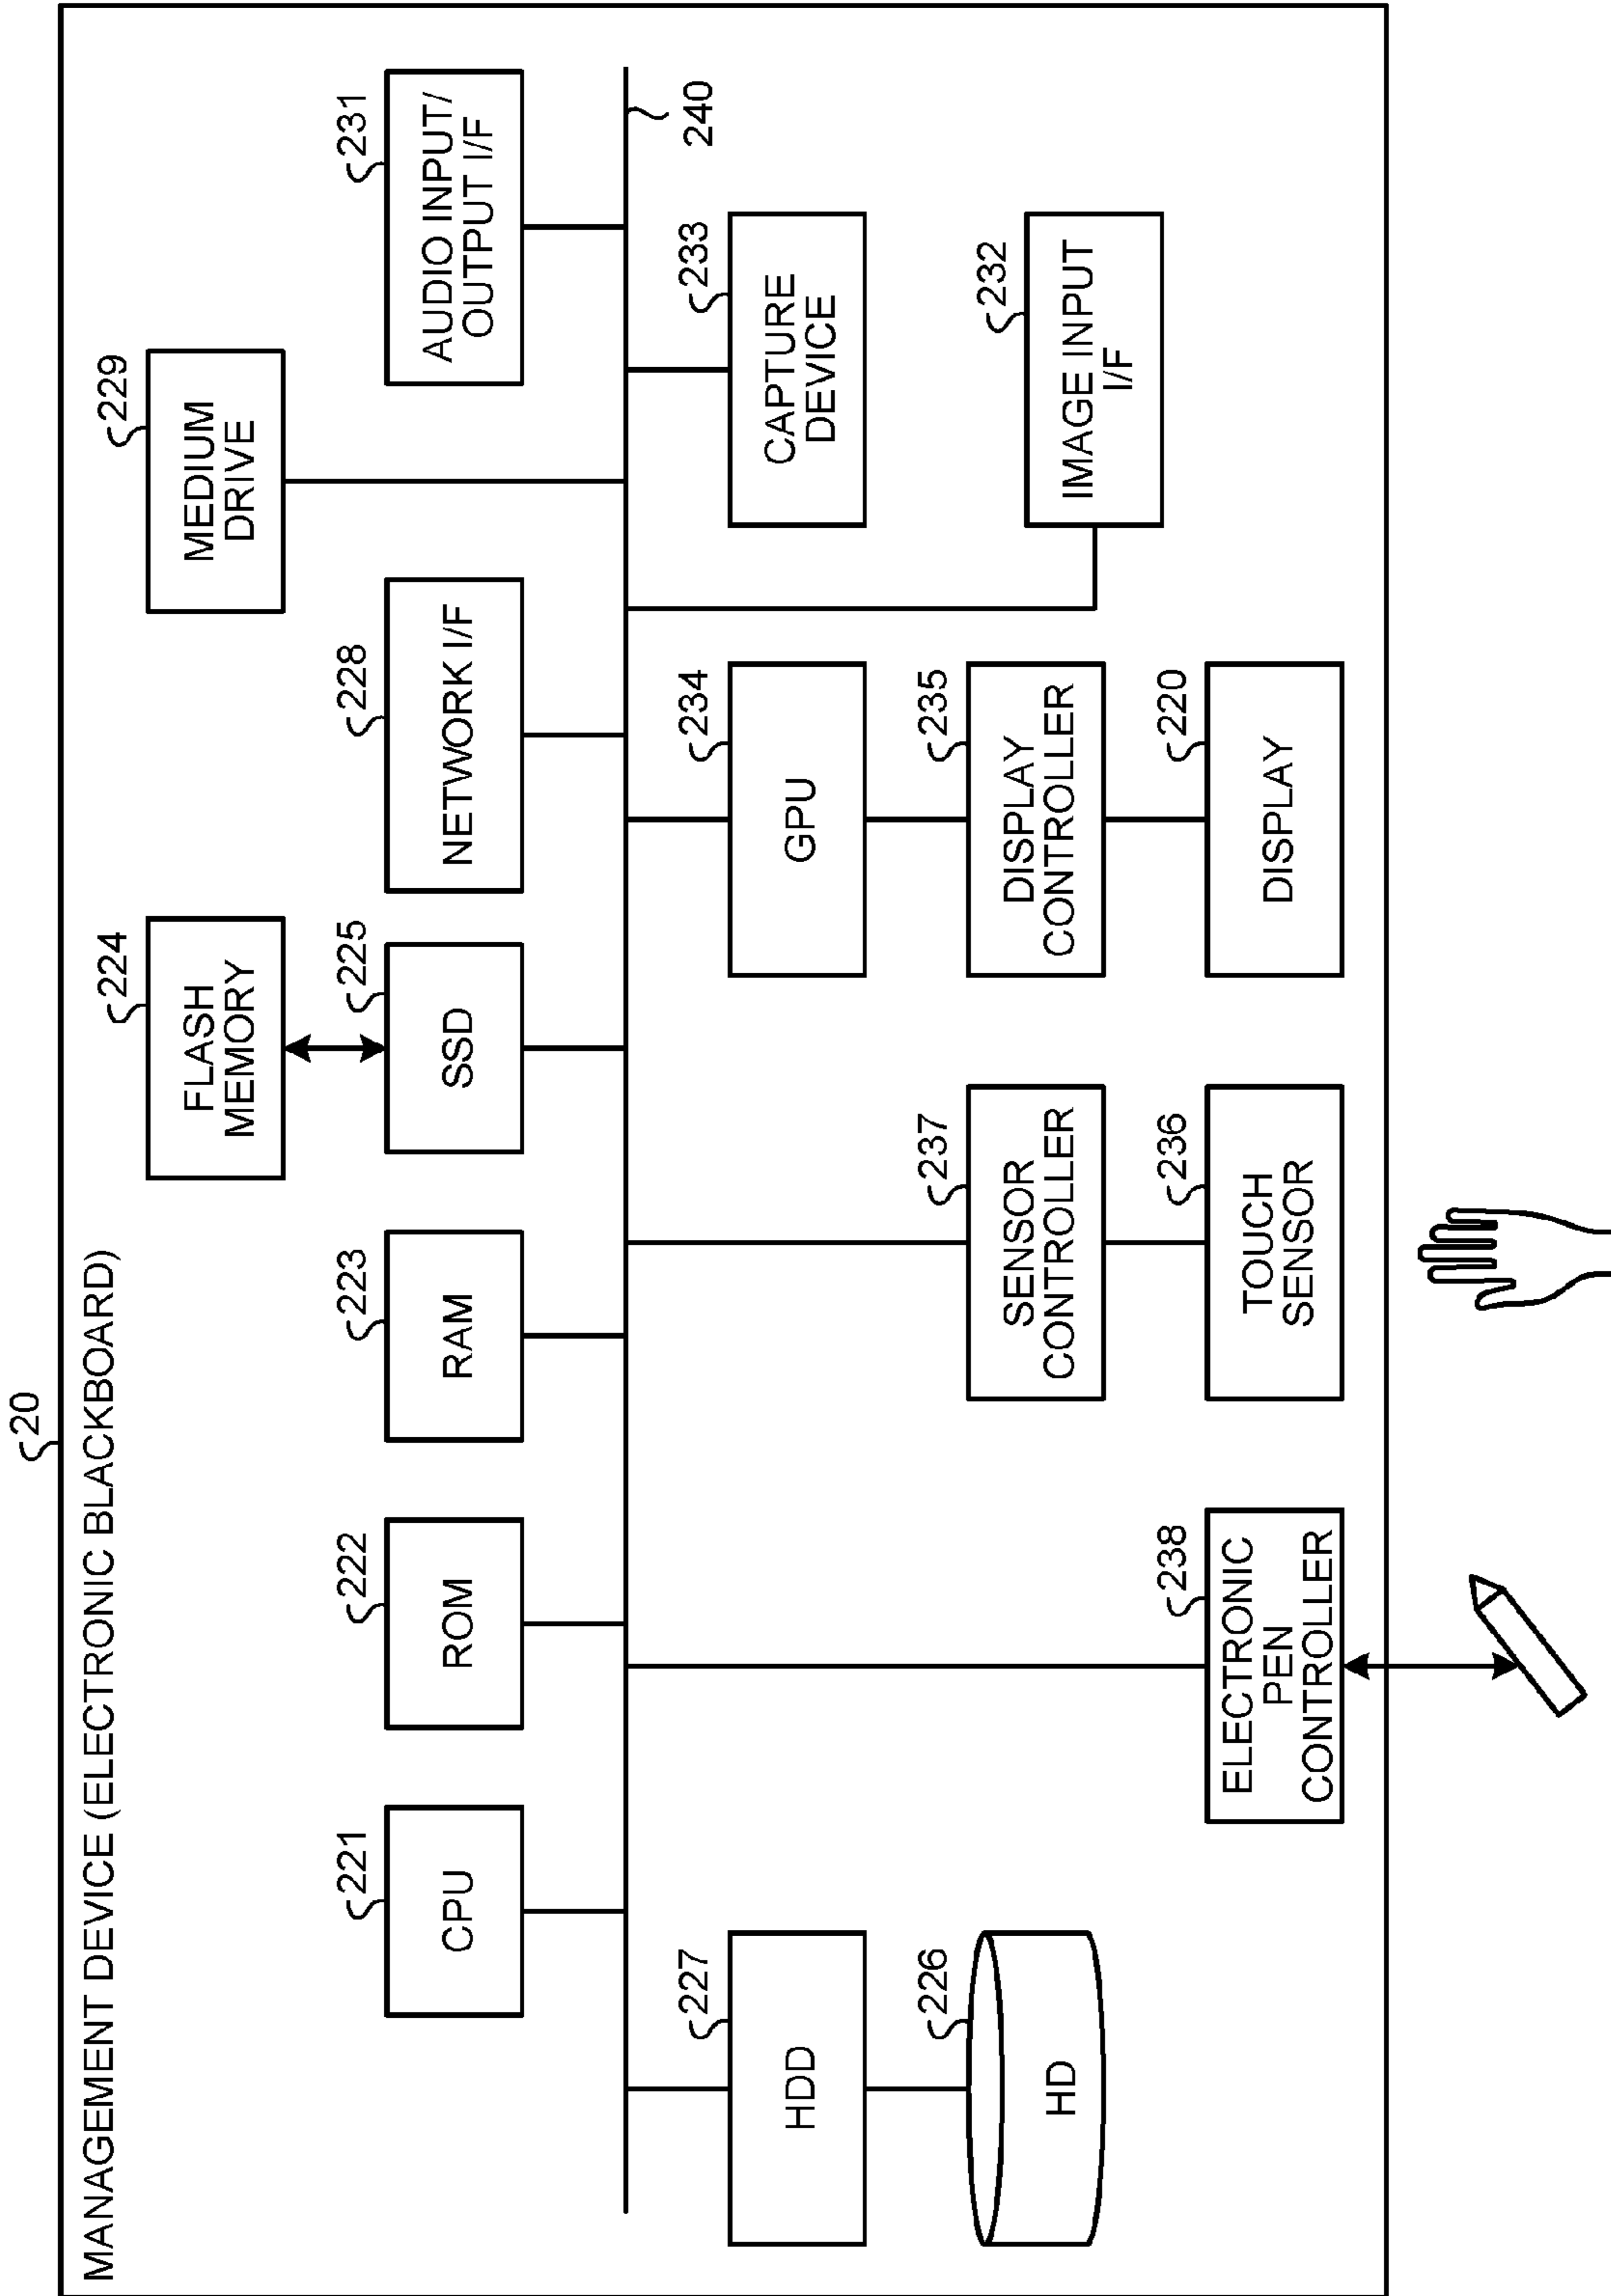 20
MANAGEMENT DEVICE (ELECTRONIC BLACKBOARD)
224
FLASH
MEMORY
229
MEDIUM
DRIVE
221
CPU
222
ROM
223
RAM
225
SSD
228
NETWORK I/F
231
AUDIO INPUT/
OUTPUT I/F
240
227
HDD
234
GPU
233
CAPTURE
DEVICE
226
HD
237
SENSOR
CONTROLLER
235
DISPLAY
CONTROLLER
232
IMAGE INPUT
I/F
238
ELECTRONIC
PEN
CONTROLLER
236
TOUCH
SENSOR
220
DISPLAY